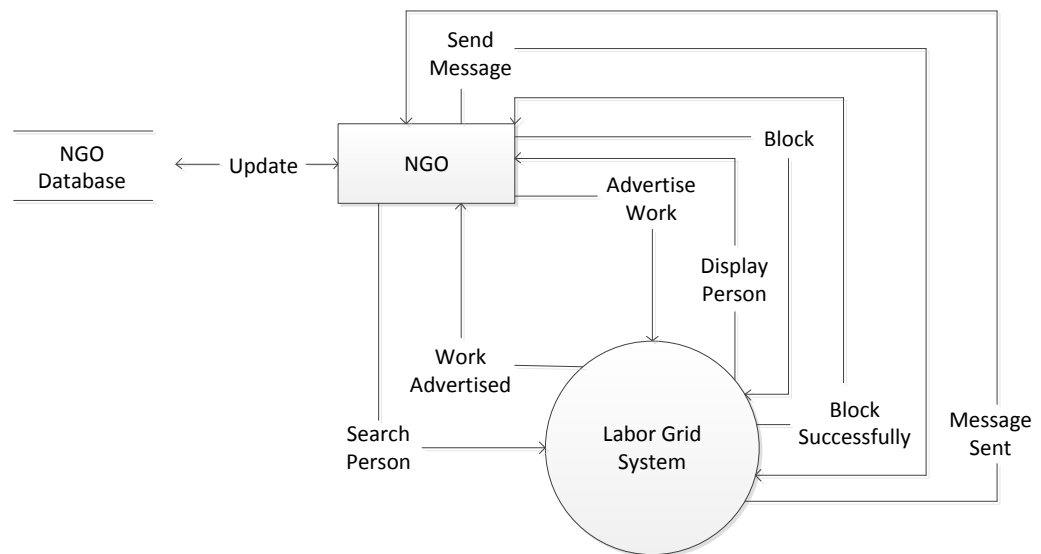 Send
Message
NGO
Database
Update
NGO
Block
Advertise
Work
Display
Person
Work
Advertised
Search
Person
Labor Grid
System
Block
Successfully
Message
Sent